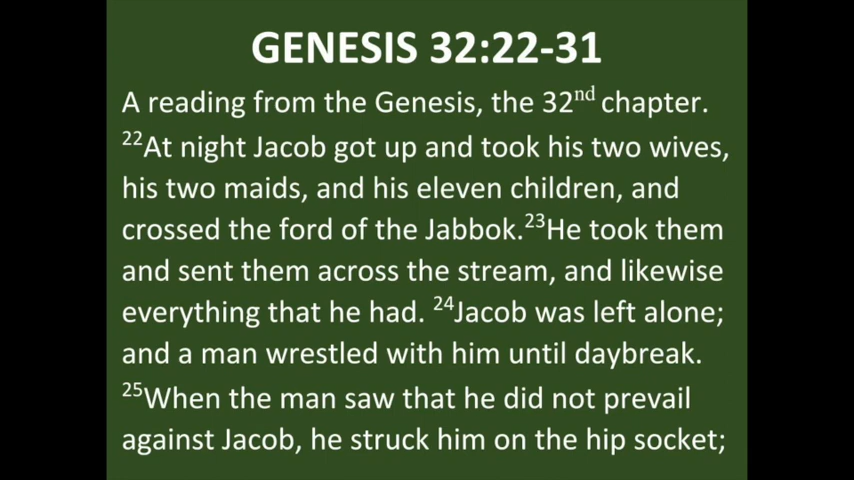 GENESIS 32:22-31
A reading from the Genesis, the 32nd chapter.
22At night Jacob got up and took his two wives,
his two maids, and his eleven children, and
crossed the ford of the Jabbok.23He took them
and sent them across the stream, and likewise
everything that he had. 24Jacob was left alone;
and a man wrestled with him until daybreak.
25When the man saw that he did not prevail
against Jacob, he struck him on the hip socket;